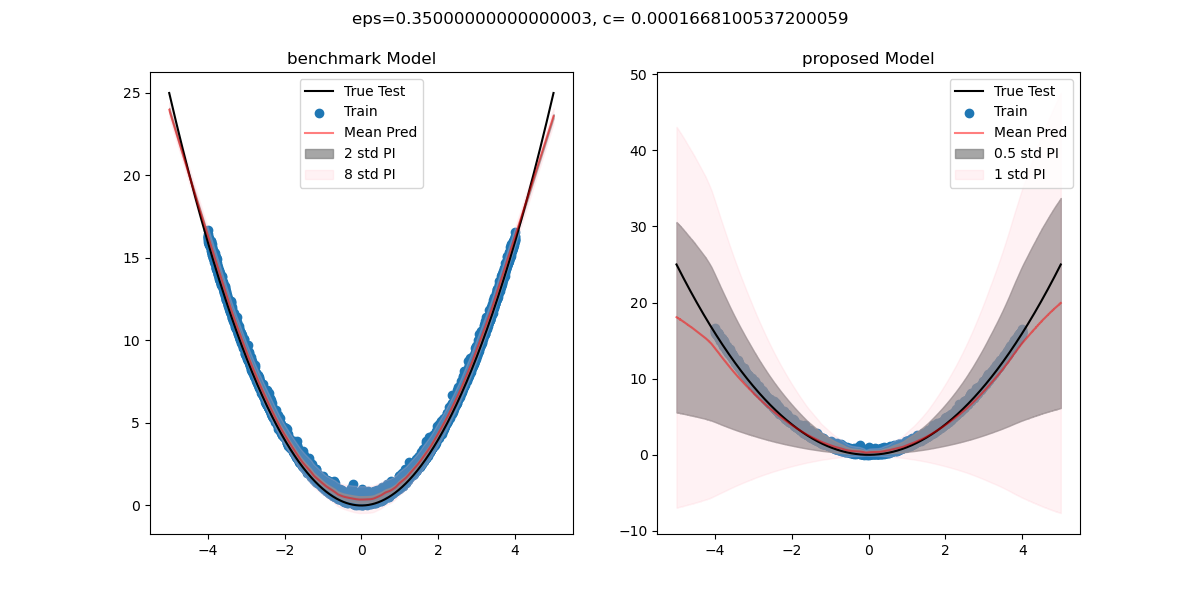 eps=0.35000000000000003, c= 0.0001668100537200059
benchmark Model
True Test
Train
Mean Pred
2 std PI
8 std PI
25
20
15
10
5
0
−4
−2
0
2
4
proposed Model
True Test
Train
Mean Pred
0.5 std PI
1 std PI
50
40
30
20
10
0
−10
−4
−2
0
2
4